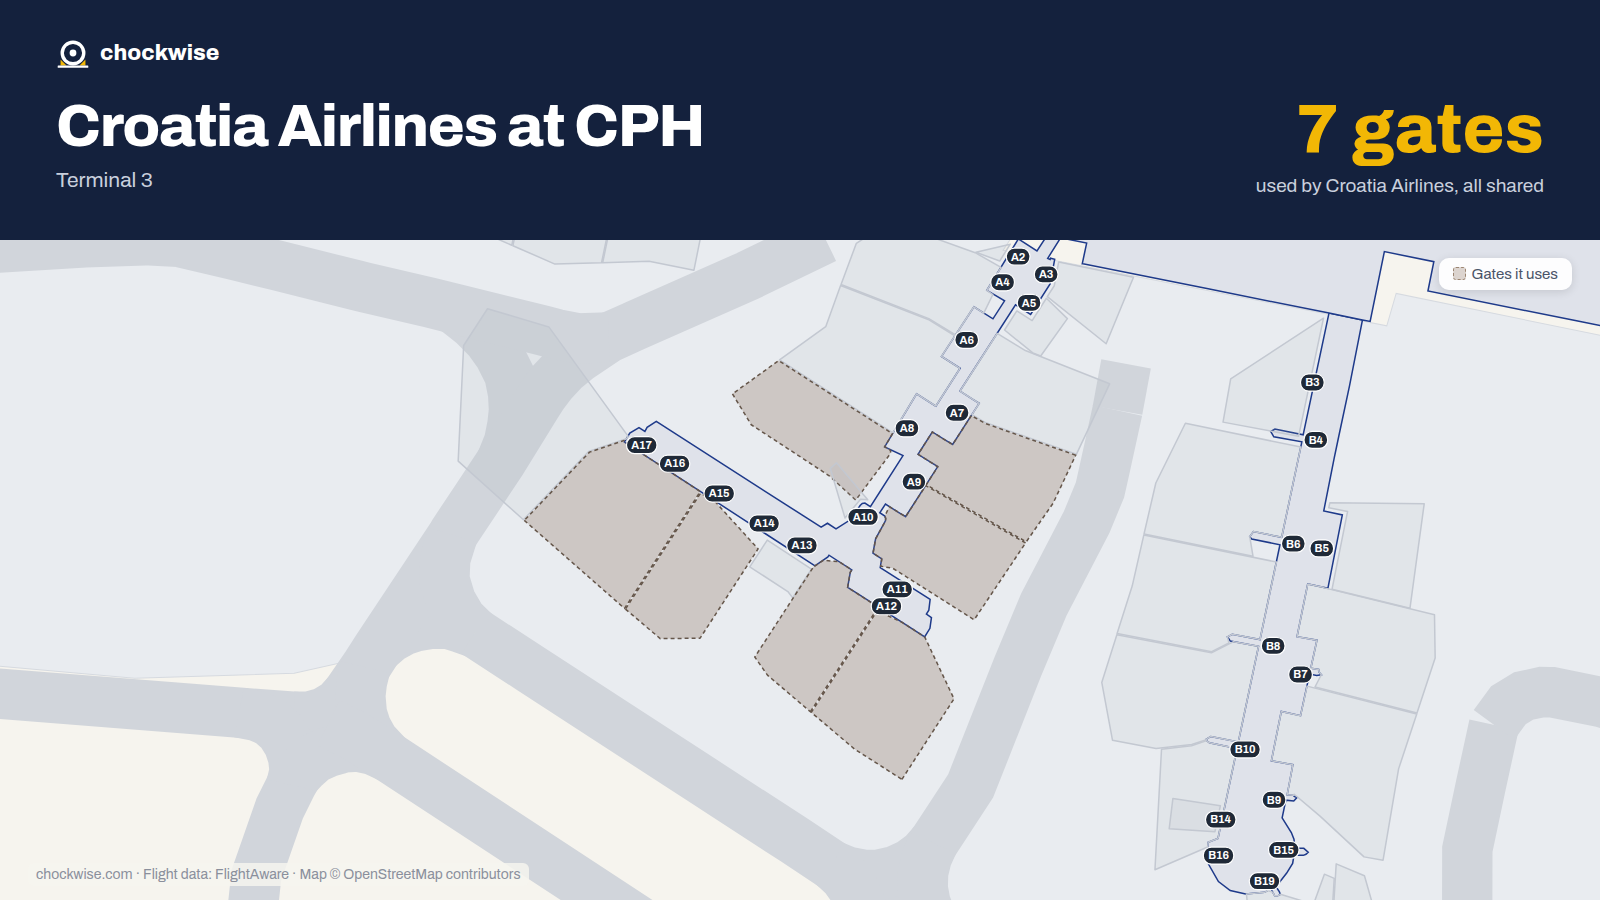 chockwise
Croatia Airlines at CPH
Terminal 3
7 gates
used by Croatia Airlines, all shared
Gates it uses
A2
A3
A4
A5
A6
A7
A8
A9
A10
A11
A12
A13
A14
A15
A16
A17
B3
B4
B6
B5
B8
B7
B10
B9
B14
B15
B16
B19
chockwise.com · Flight data: FlightAware · Map © OpenStreetMap contributors